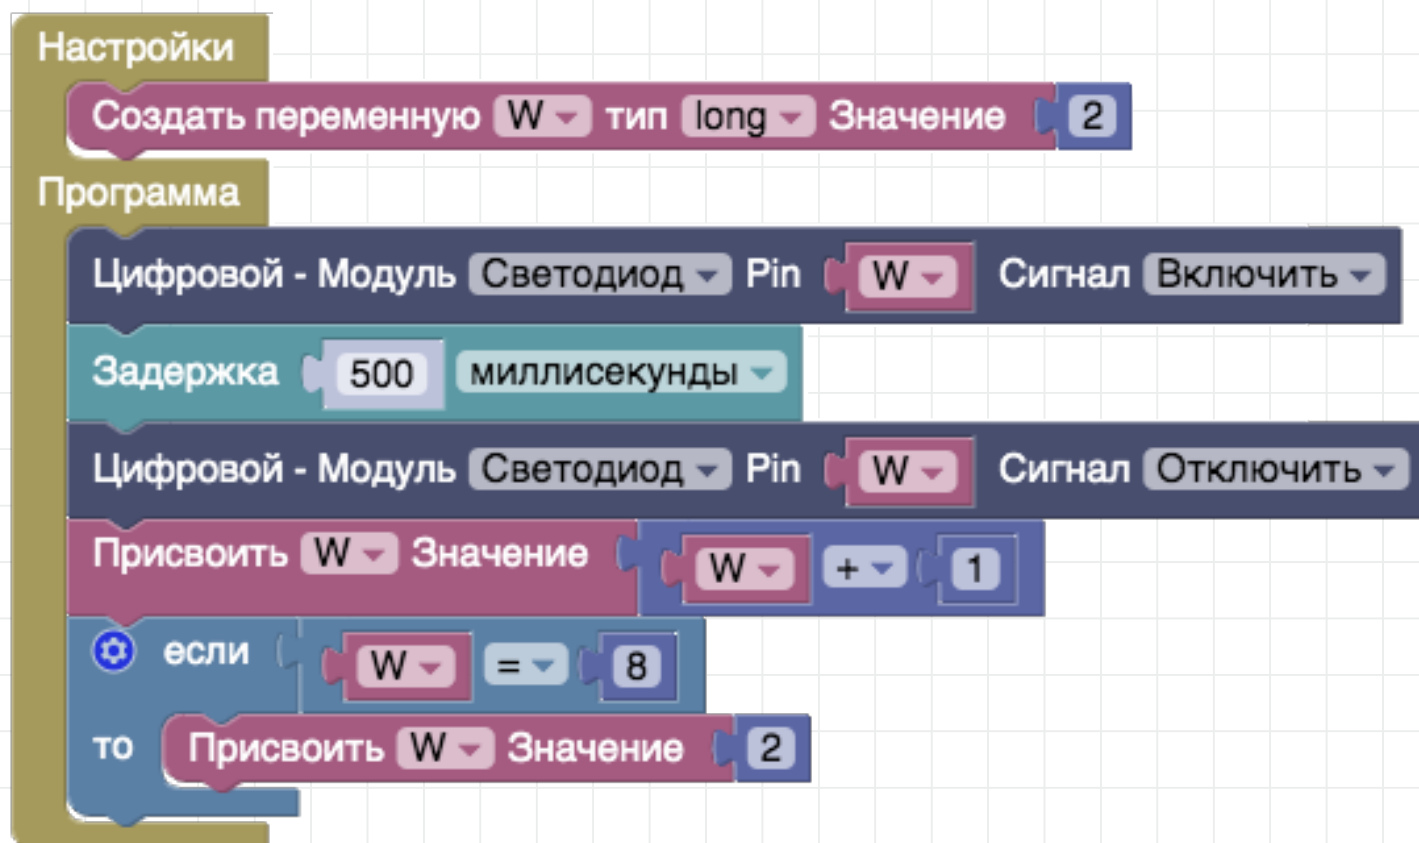 Настройки
Создать переменную W тип long Значение 2
Программа
Цифровой - Модуль Светодиод Pin W Сигнал Включить
Задержка 500 миллисекунды
Цифровой - Модуль Светодиод Pin W Сигнал Отключить
Присвоить W Значение W + 1
если W = 8
то Присвоить W Значение 2